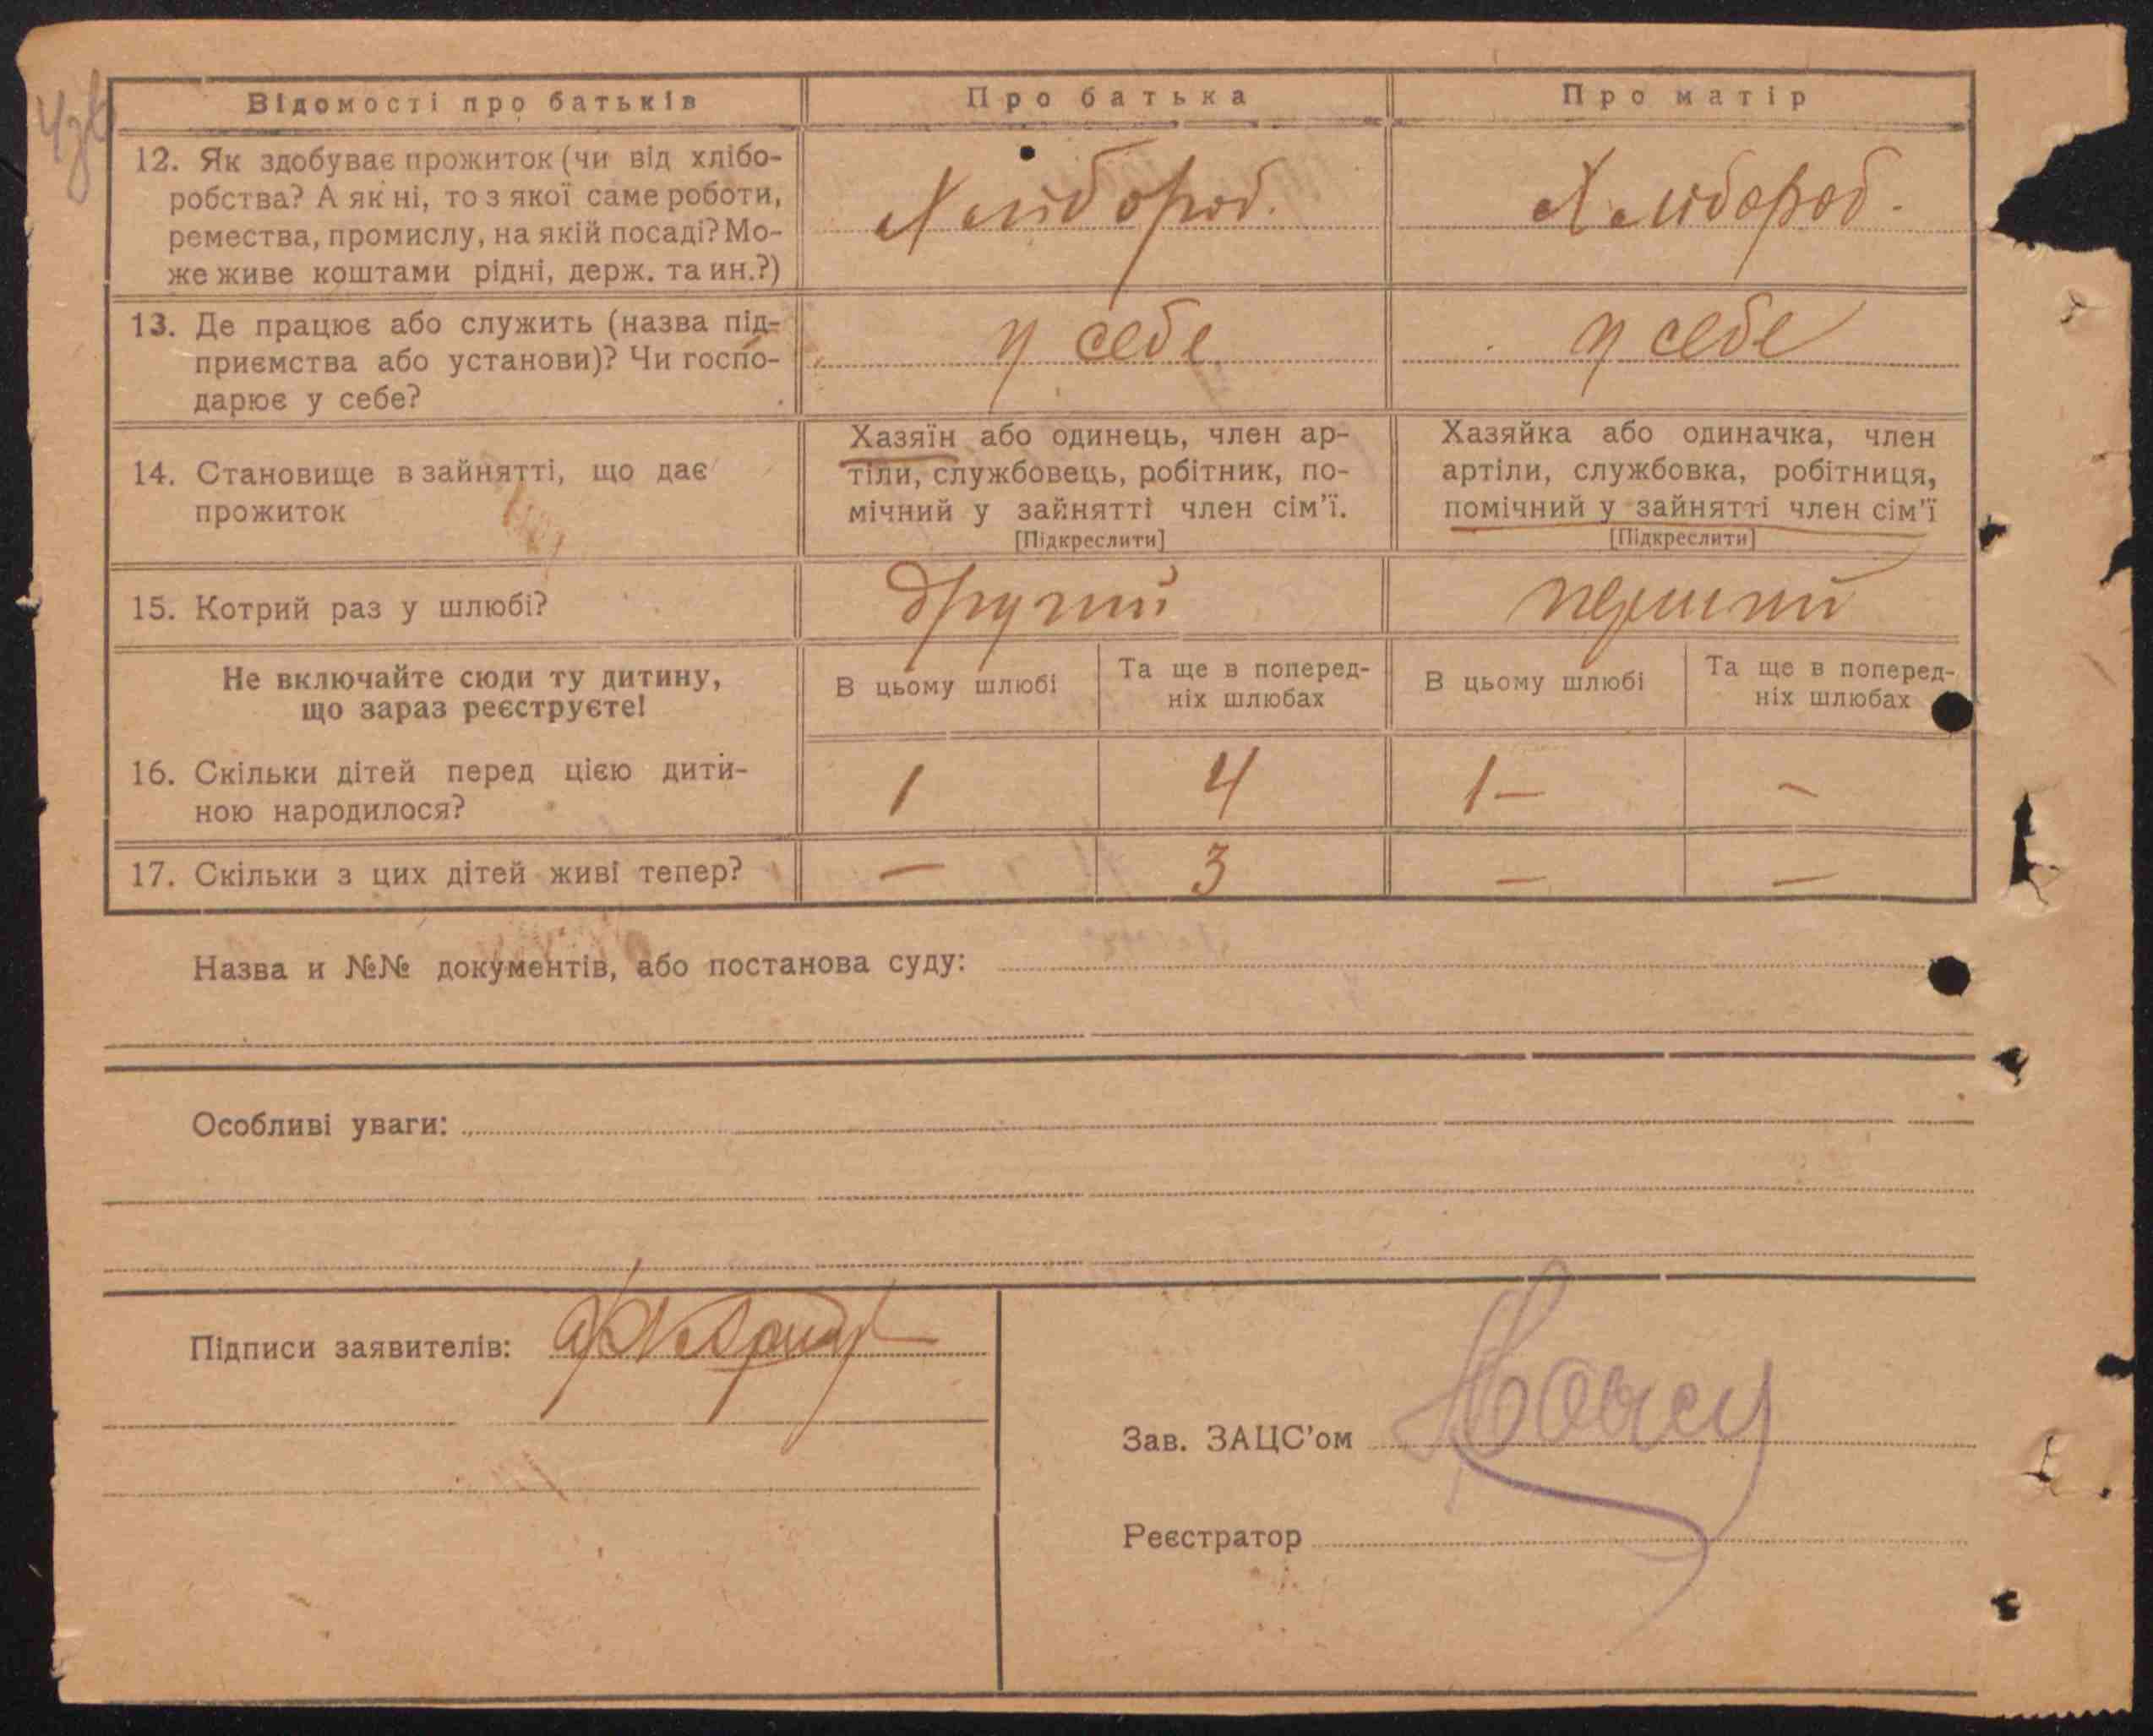 Відомості про батьків
Про батька
Про матір
12. Як здобуває прожиток (чи від хлібо-
робства? А як ні, то з якої саме роботи,
ремества, промислу, на якій посаді? Мо-
же живе коштами рідні, держ. та ин.?)
Хлібороб.
Хлібороб.
13. Де працює або служить (назва під-
приємства або установи)? Чи госпо-
дарює у себе?
у себе
у себе
14. Становище в зайнятті, що дає
прожиток
Хазяїн або одинець, член ар-
тіли, службовець, робітник, по-
мічний у зайнятті член сім'ї.
[Підкреслити]
Хазяйка або одиначка, член
артіли, службовка, робітниця,
помічний у зайнятті член сім'ї
[Підкреслити]
15. Котрий раз у шлюбі?
другий
перший
Не включайте сюди ту дитину,
що зараз реєструєте!
В цьому шлюбі
Та ще в поперед-
ніх шлюбах
В цьому шлюбі
Та ще в поперед-
ніх шлюбах
16. Скільки дітей перед цією дити-
ною народилося?
1
4
1 –
–
17. Скільки з цих дітей живі тепер?
–
3
–
–
Назва и №№ документів, або постанова суду:
Особливі уваги:
Підписи заявителів:
Зав. ЗАЦС'ом
Реєстратор